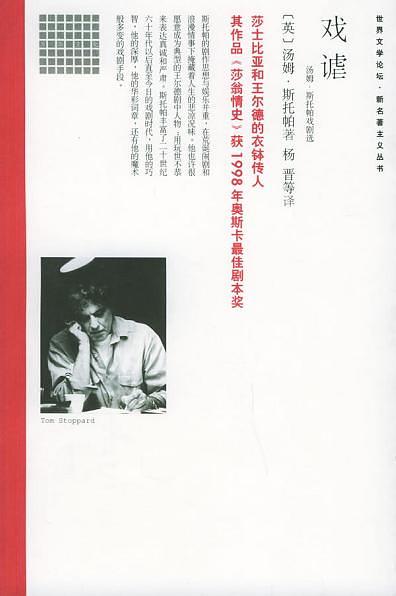 世界文学论坛·新名著主义丛书
戏谑
汤姆·斯托帕戏剧选
〔英〕汤姆·斯托帕著 杨 晋等译
莎士比亚和王尔德的衣钵传人
其作品《莎翁情史》获1998年奥斯卡最佳剧本奖
斯托帕的剧作思想与娱乐并重，在荒诞闹剧和
浪漫情事下掩藏着人生的悲凉况味。他也许很
愿意成为典型的王尔德剧中人物：用玩世不恭
来表达真诚和严肃。斯托帕丰富了二十世纪
六十年代以后直至今日的戏剧时代，用他的巧
智，他的深厚，他的华彩词章，还有他的魔术
般多变的戏剧手段。
Tom Stoppard